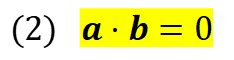 (2) a · b = 0